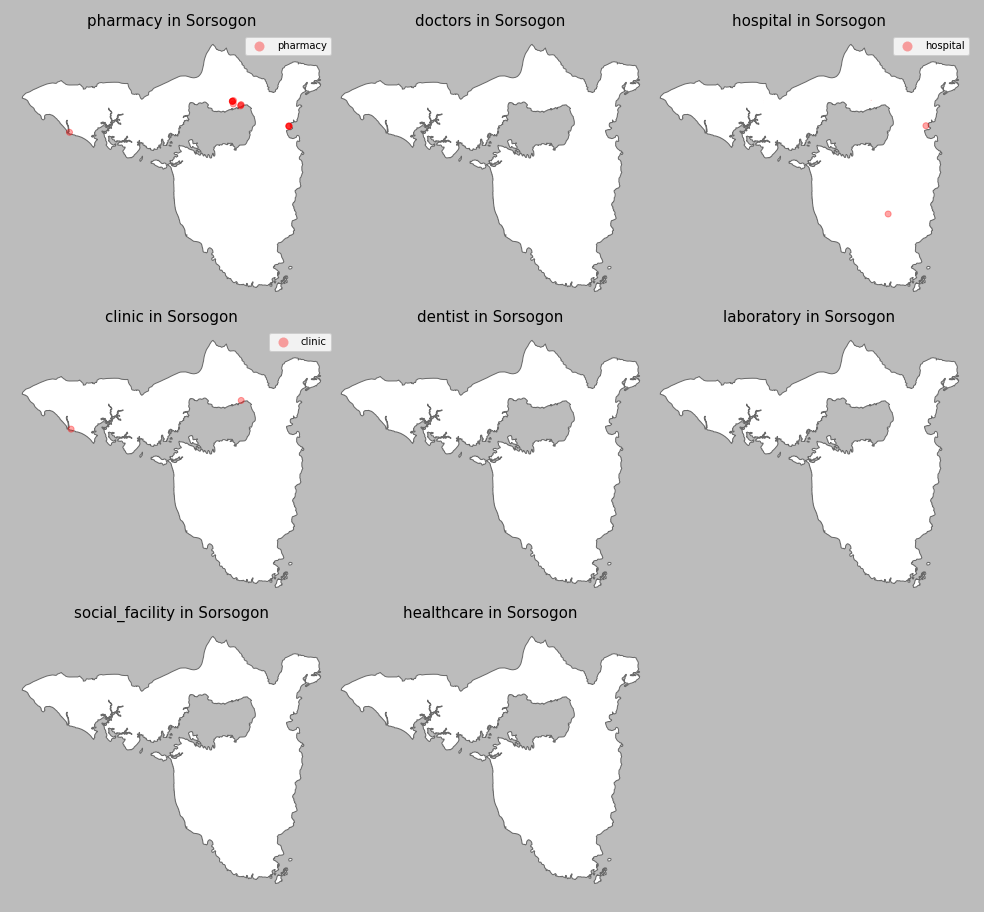 pharmacy in Sorsogon
pharmacy
doctors in Sorsogon
hospital in Sorsogon
hospital
clinic in Sorsogon
clinic
dentist in Sorsogon
laboratory in Sorsogon
social_facility in Sorsogon
healthcare in Sorsogon